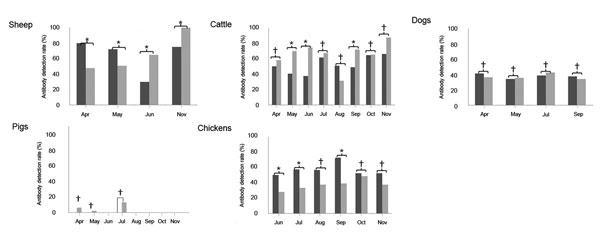 Sheep
Antibody detection rate (%)
100
80
60
40
20
0
* * * *
Apr May Jun Nov
Cattle
Antibody detection rate (%)
100
80
60
40
20
0
† * * † † * † †
Apr May Jun Jul Aug Sep Oct Nov
Dogs
Antibody detection rate (%)
100
80
60
40
20
0
† † † †
Apr May Jul Sep
Pigs
Antibody detection rate (%)
100
80
60
40
20
0
† † †
Apr May Jun Jul Aug Sep Oct Nov
Chickens
Antibody detection rate (%)
100
80
60
40
20
0
* * † * † †
Jun Jul Aug Sep Oct Nov